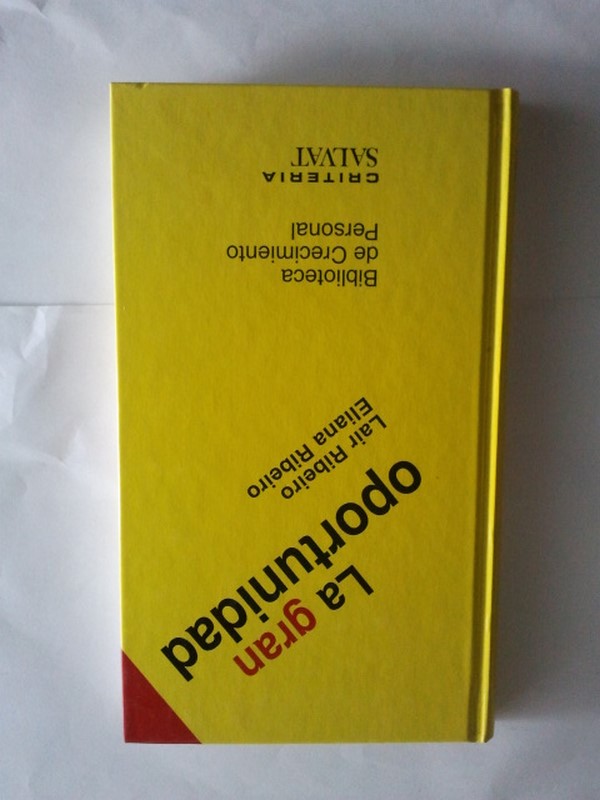 La gran
oportunidad
Lair Ribeiro
Eliana Ribeiro
Biblioteca
de Crecimiento
Personal
CRITERIA
SALVAT